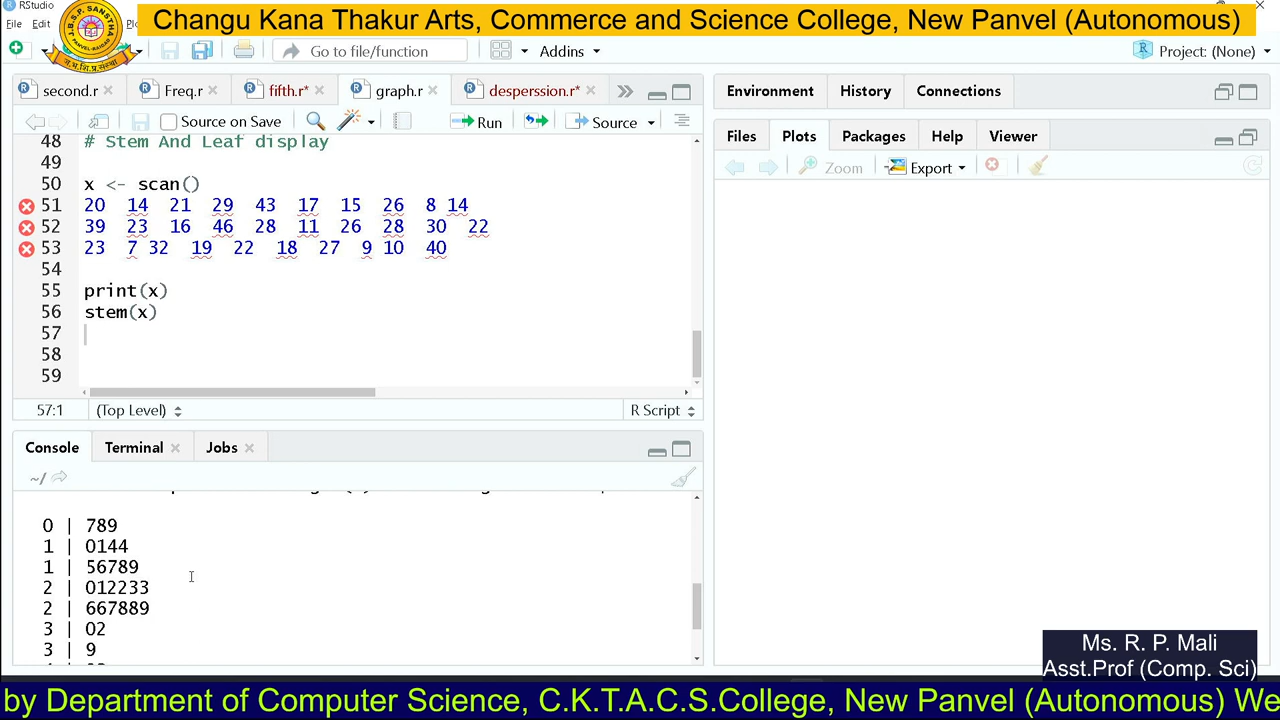 RStudio
Changu Kana Thakur Arts, Commerce and Science College, New Panvel (Autonomous)
File Edit
Go to file/function Addins Project: (None)
second.r Freq.r fifth.r* graph.r desperssion.r*
Source on Save Run Source
48 # Stem And Leaf display
49
50 x <- scan()
51 20 14 21 29 43 17 15 26 8 14
52 39 23 16 46 28 11 26 28 30 22
53 23 7 32 19 22 18 27 9 10 40
54
55 print(x)
56 stem(x)
57
58
59
57:1 (Top Level) R Script
Console Terminal Jobs
~/
0 | 789
1 | 0144
1 | 56789
2 | 012233
2 | 667889
3 | 02
3 | 9
Environment History Connections
Files Plots Packages Help Viewer
Zoom Export
Ms. R. P. Mali
Asst.Prof (Comp. Sci)
by Department of Computer Science, C.K.T.A.C.S.College, New Panvel (Autonomous) We